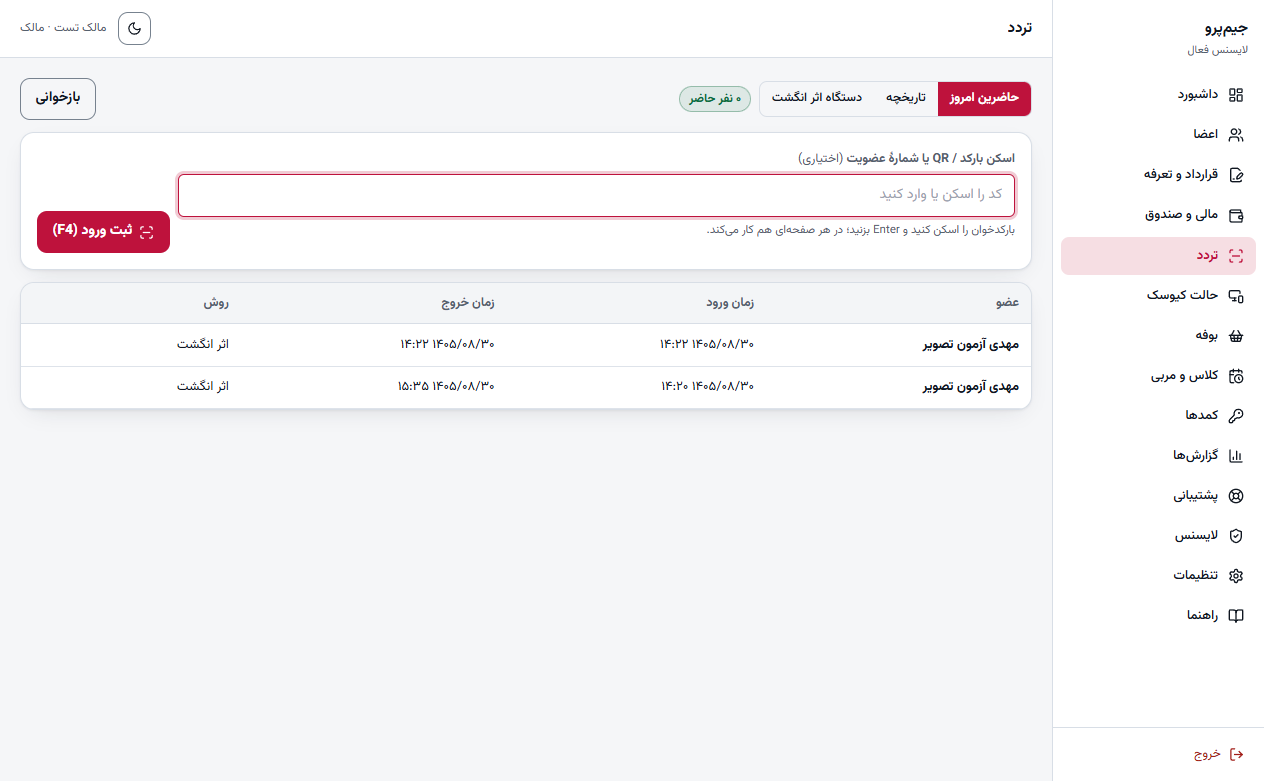 جیم‌پرو
لایسنس فعال
داشبورد
اعضا
قرارداد و تعرفه
مالی و صندوق
تردد
حالت کیوسک
بوفه
کلاس و مربی
کمدها
گزارش‌ها
پشتیبانی
لایسنس
تنظیمات
راهنما
خروج
تردد
مالک تست · مالک
حاضرین امروز
تاریخچه
دستگاه اثر انگشت
۰ نفر حاضر
بازخوانی
اسکن بارکد / QR یا شمارهٔ عضویت (اختیاری)
کد را اسکن یا وارد کنید
بارکدخوان را اسکن کنید و Enter بزنید؛ در هر صفحه‌ای هم کار می‌کند.
ثبت ورود (F4)
عضو زمان ورود زمان خروج روش
مهدی آزمون تصویر ۱۴۰۵/۰۸/۳۰ ۱۴:۲۲ ۱۴۰۵/۰۸/۳۰ ۱۴:۲۲ اثر انگشت
مهدی آزمون تصویر ۱۴۰۵/۰۸/۳۰ ۱۴:۲۰ ۱۴۰۵/۰۸/۳۰ ۱۵:۳۵ اثر انگشت